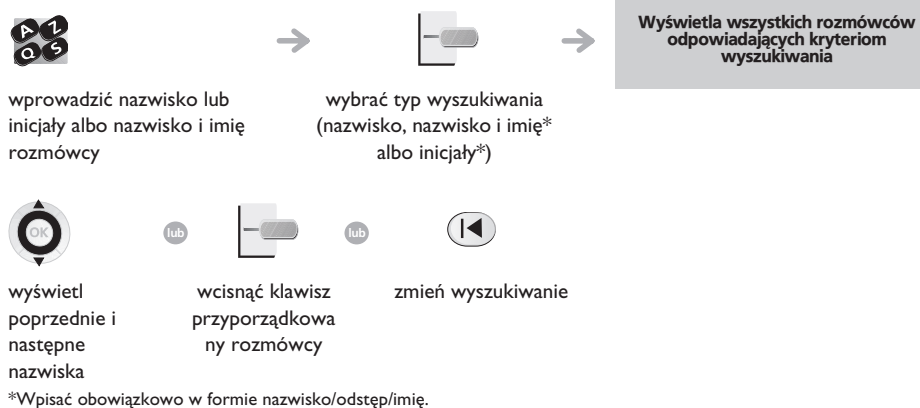 A Z
Q S
Wyświetla wszystkich rozmówców
odpowiadających kryteriom
wyszukiwania
wprowadzić nazwisko lub
inicjały albo nazwisko i imię
rozmówcy
wybrać typ wyszukiwania
(nazwisko, nazwisko i imię*
albo inicjały*)
OK
lub
lub
wyświetl
poprzednie i
następne
nazwiska
wcisnąć klawisz
przyporządkowa
ny rozmówcy
zmień wyszukiwanie
*Wpisać obowiązkowo w formie nazwisko/odstęp/imię.